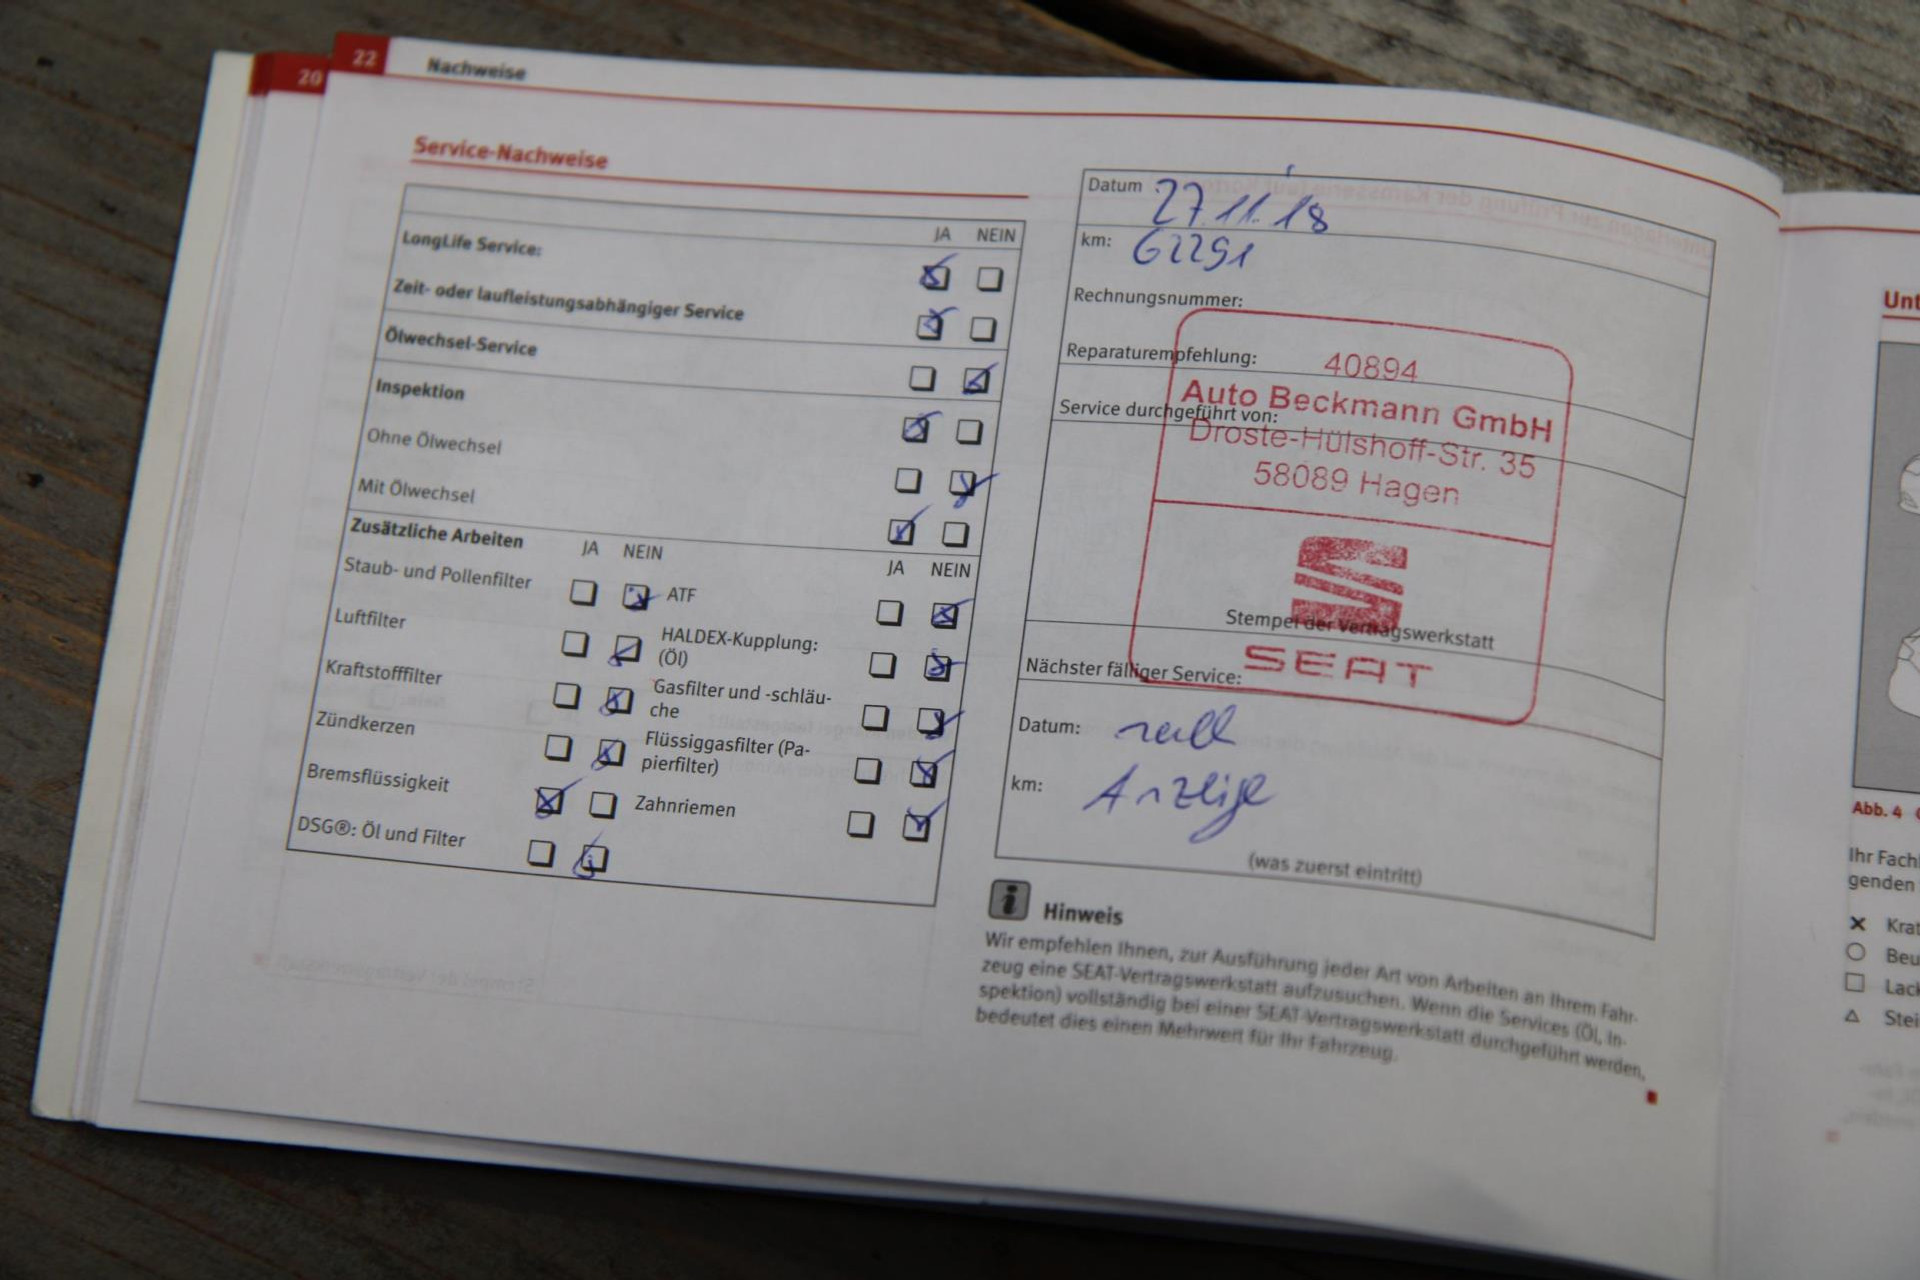 22
20
Nachweise
Service-Nachweise
JA NEIN
LongLife Service:
Zeit- oder laufleistungsabhängiger Service
Ölwechsel-Service
Inspektion
Ohne Ölwechsel
Mit Ölwechsel
Zusätzliche Arbeiten JA NEIN
JA NEIN
Staub- und Pollenfilter
ATF
Luftfilter
HALDEX-Kupplung:
(Öl)
Kraftstofffilter
Gasfilter und -schläu-
che
Zündkerzen
Flüssiggasfilter (Pa-
pierfilter)
Bremsflüssigkeit
Zahnriemen
DSG®: Öl und Filter
Datum 27.11.18
km: 62291
Rechnungsnummer:
Reparaturempfehlung:
40894
Auto Beckmann GmbH
Service durchgeführt von:
Droste-Hülshoff-Str. 35
58089 Hagen
Stempel der Vertragswerkstatt
SEAT
Nächster fälliger Service:
Datum: nach
km: Anzeige
(was zuerst eintritt)
Hinweis
Wir empfehlen Ihnen, zur Ausführung jeder Art von Arbeiten an Ihrem Fahr-
zeug eine SEAT-Vertragswerkstatt aufzusuchen. Wenn die Services (Öl, In-
spektion) vollständig bei einer SEAT-Vertragswerkstatt durchgeführt werden,
bedeutet dies einen Mehrwert für Ihr Fahrzeug.
Abb. 4
genden